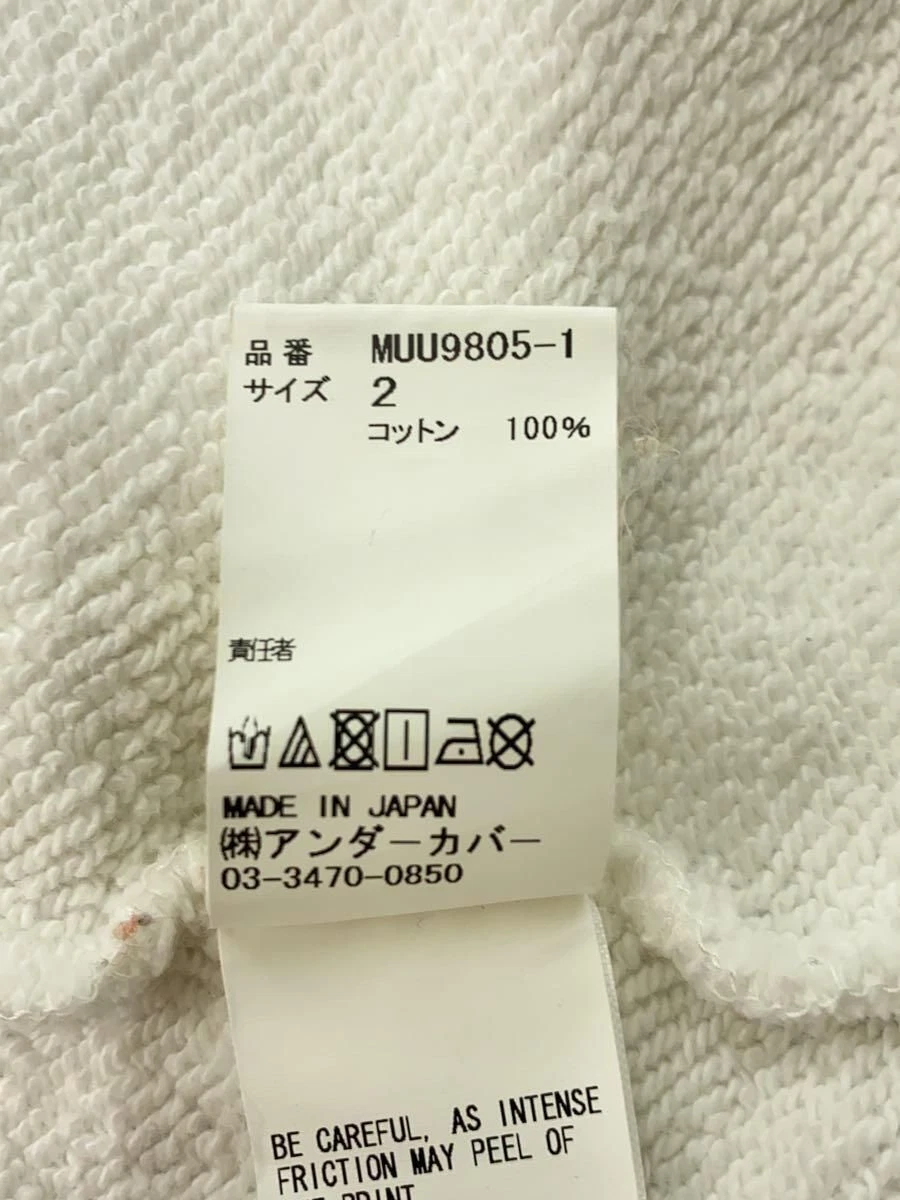 品番 MUU9805-1
サイズ 2
コットン 100%
責任者
MADE IN JAPAN
㈱アンダーカバー
03-3470-0850
BE CAREFUL, AS INTENSE
FRICTION MAY PEEL OF
PRINT